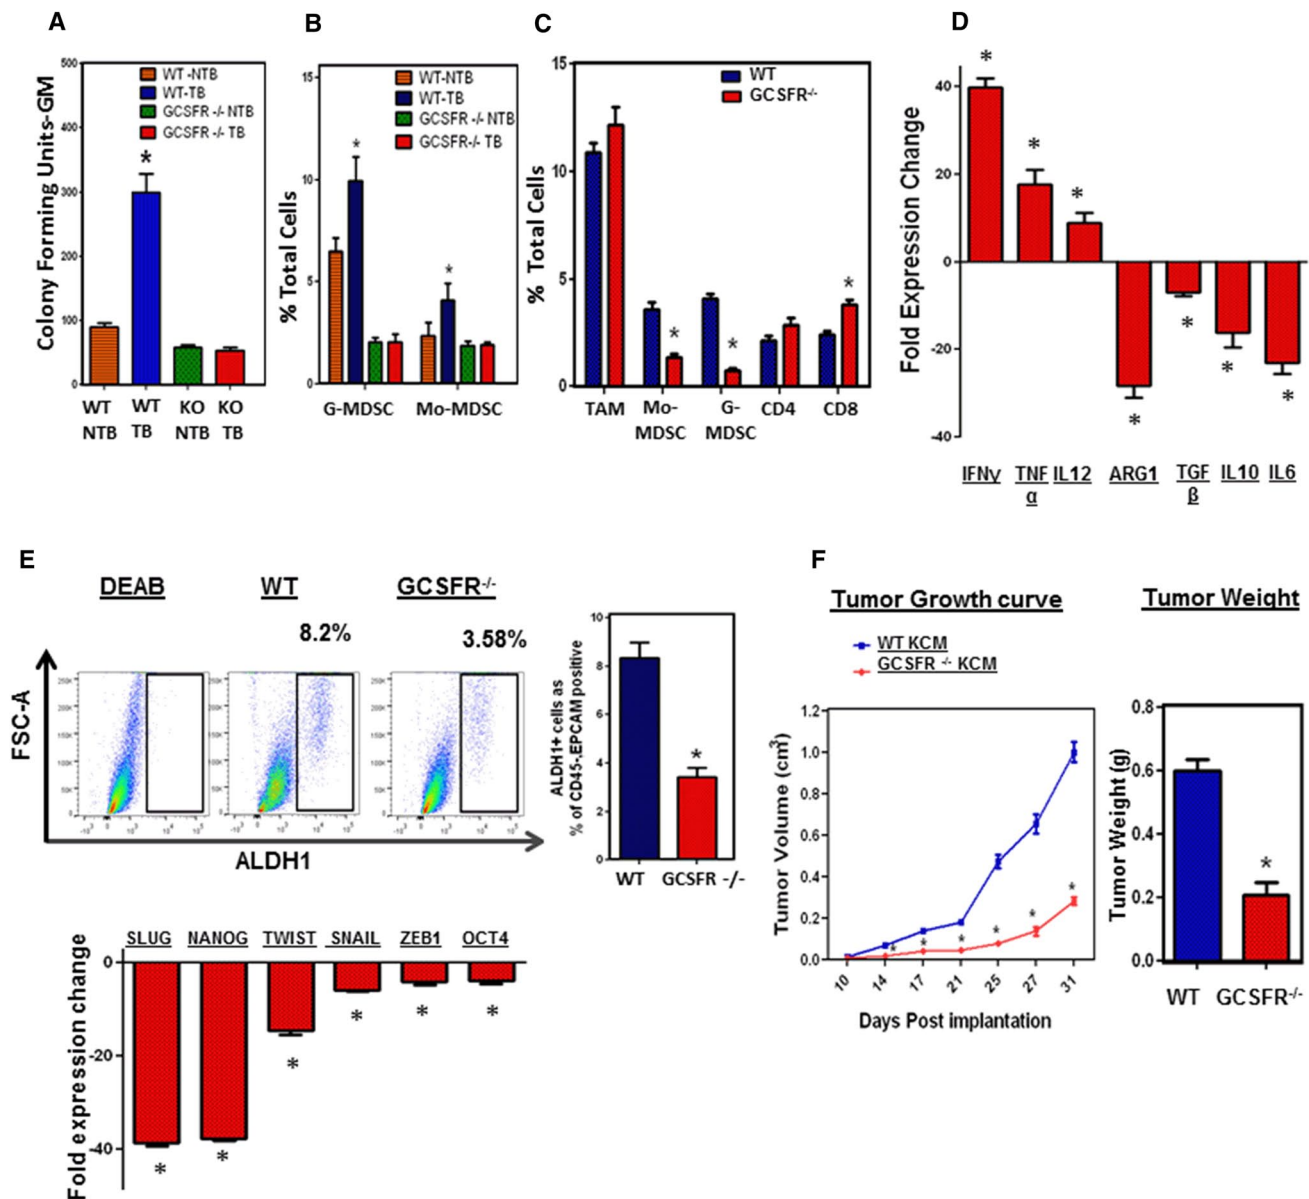 A
B
C
D
WT -NTB
WT-TB
GCSFR -/- NTB
GCSFR -/- TB
Colony Forming Units-GM
500
400
300
200
100
0
*
WT NTB
WT TB
KO NTB
KO TB
WT-NTB
WT-TB
GCSFR -/- NTB
GCSFR-/- TB
% Total Cells
15
10
5
0
*
*
G-MDSC
Mo-MDSC
WT
GCSFR-/-
% Total Cells
15
10
5
0
*
*
*
TAM
Mo-MDSC
G-MDSC
CD4
CD8
Fold Expression Change
40
20
0
-20
-40
*
*
*
*
*
*
*
IFNγ
TNF α
IL12
ARG1
TGF β
IL10
IL6
E
DEAB
WT
GCSFR-/-
8.2%
3.58%
FSC-A
ALDH1
ALDH1+ cells as
% of CD45-.EPCAM positive
10
8
6
4
2
0
*
WT
GCSFR -/-
SLUG
NANOG
TWIST
SNAIL
ZEB1
OCT4
Fold expression change
0
-20
-40
*
*
*
*
*
*
F
Tumor Growth curve
WT KCM
GCSFR -/- KCM
Tumor Volume (cm3)
1.2
1.0
0.8
0.6
0.4
0.2
0.0
*
*
*
*
*
*
10
14
17
21
25
27
31
Days Post implantation
Tumor Weight
Tumor Weight (g)
0.8
0.6
0.4
0.2
0.0
*
WT
GCSFR-/-